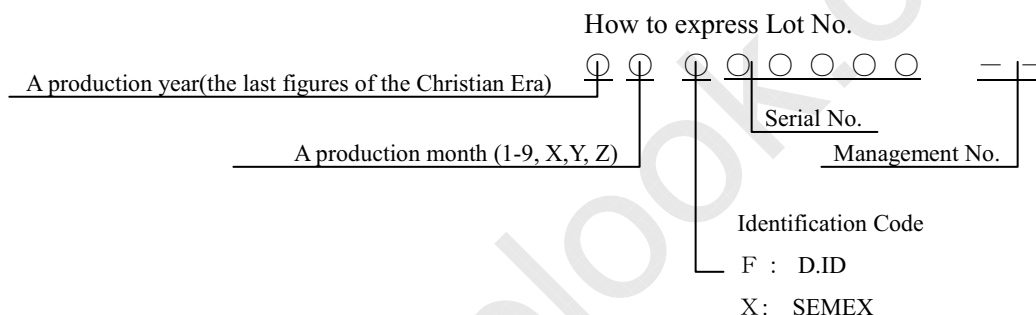 How to express Lot No.
○ ○ ○ ○ ○ ○ ○ ○ — —
A production year(the last figures of the Christian Era)
Serial No.
A production month (1-9, X,Y, Z)
Management No.
Identification Code
F : D.ID
X: SEMEX